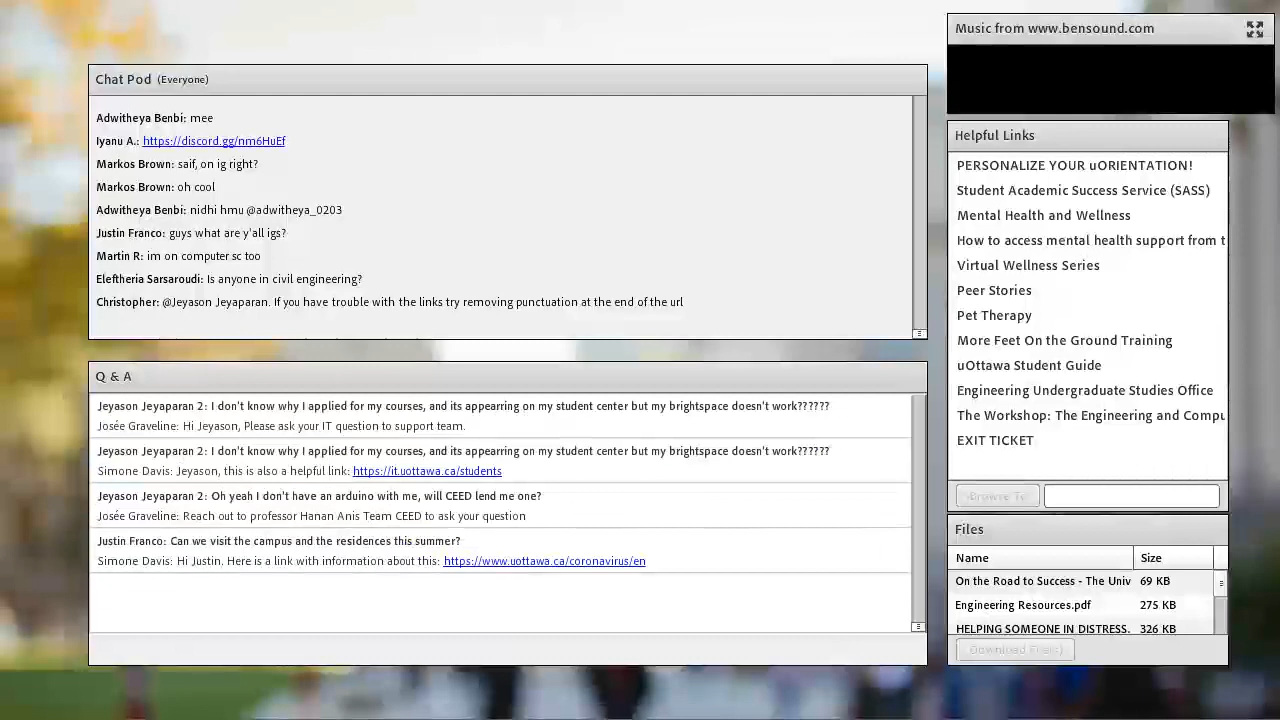 Music from www.bensound.com
Chat Pod (Everyone)
Adwitheya Benbi: mee
Iyanu A.: https://discord.gg/nm6HuEf
Markos Brown: saif, on ig right?
Markos Brown: oh cool
Adwitheya Benbi: nidhi hmu @adwitheya_0203
Justin Franco: guys what are y'all igs?
Martin R: im on computer sc too
Eleftheria Sarsaroudi: Is anyone in civil engineering?
Christopher: @Jeyason Jeyaparan. If you have trouble with the links try removing punctuation at the end of the url
Q & A
Jeyason Jeyaparan 2: I don't know why I applied for my courses, and its appearring on my student center but my brightspace doesn't work??????
Josée Graveline: Hi Jeyason, Please ask your IT question to support team.
Jeyason Jeyaparan 2: I don't know why I applied for my courses, and its appearring on my student center but my brightspace doesn't work??????
Simone Davis: Jeyason, this is also a helpful link: https://it.uottawa.ca/students
Jeyason Jeyaparan 2: Oh yeah I don't have an arduino with me, will CEED lend me one?
Josée Graveline: Reach out to professor Hanan Anis Team CEED to ask your question
Justin Franco: Can we visit the campus and the residences this summer?
Simone Davis: Hi Justin. Here is a link with information about this: https://www.uottawa.ca/coronavirus/en
Helpful Links
PERSONALIZE YOUR uORIENTATION!
Student Academic Success Service (SASS)
Mental Health and Wellness
How to access mental health support from t
Virtual Wellness Series
Peer Stories
Pet Therapy
More Feet On the Ground Training
uOttawa Student Guide
Engineering Undergraduate Studies Office
The Workshop: The Engineering and Compu
EXIT TICKET
Browse To
Files
Name Size
On the Road to Success - The Univ 69 KB
Engineering Resources.pdf 275 KB
HELPING SOMEONE IN DISTRESS. 326 KB
Download File(s)